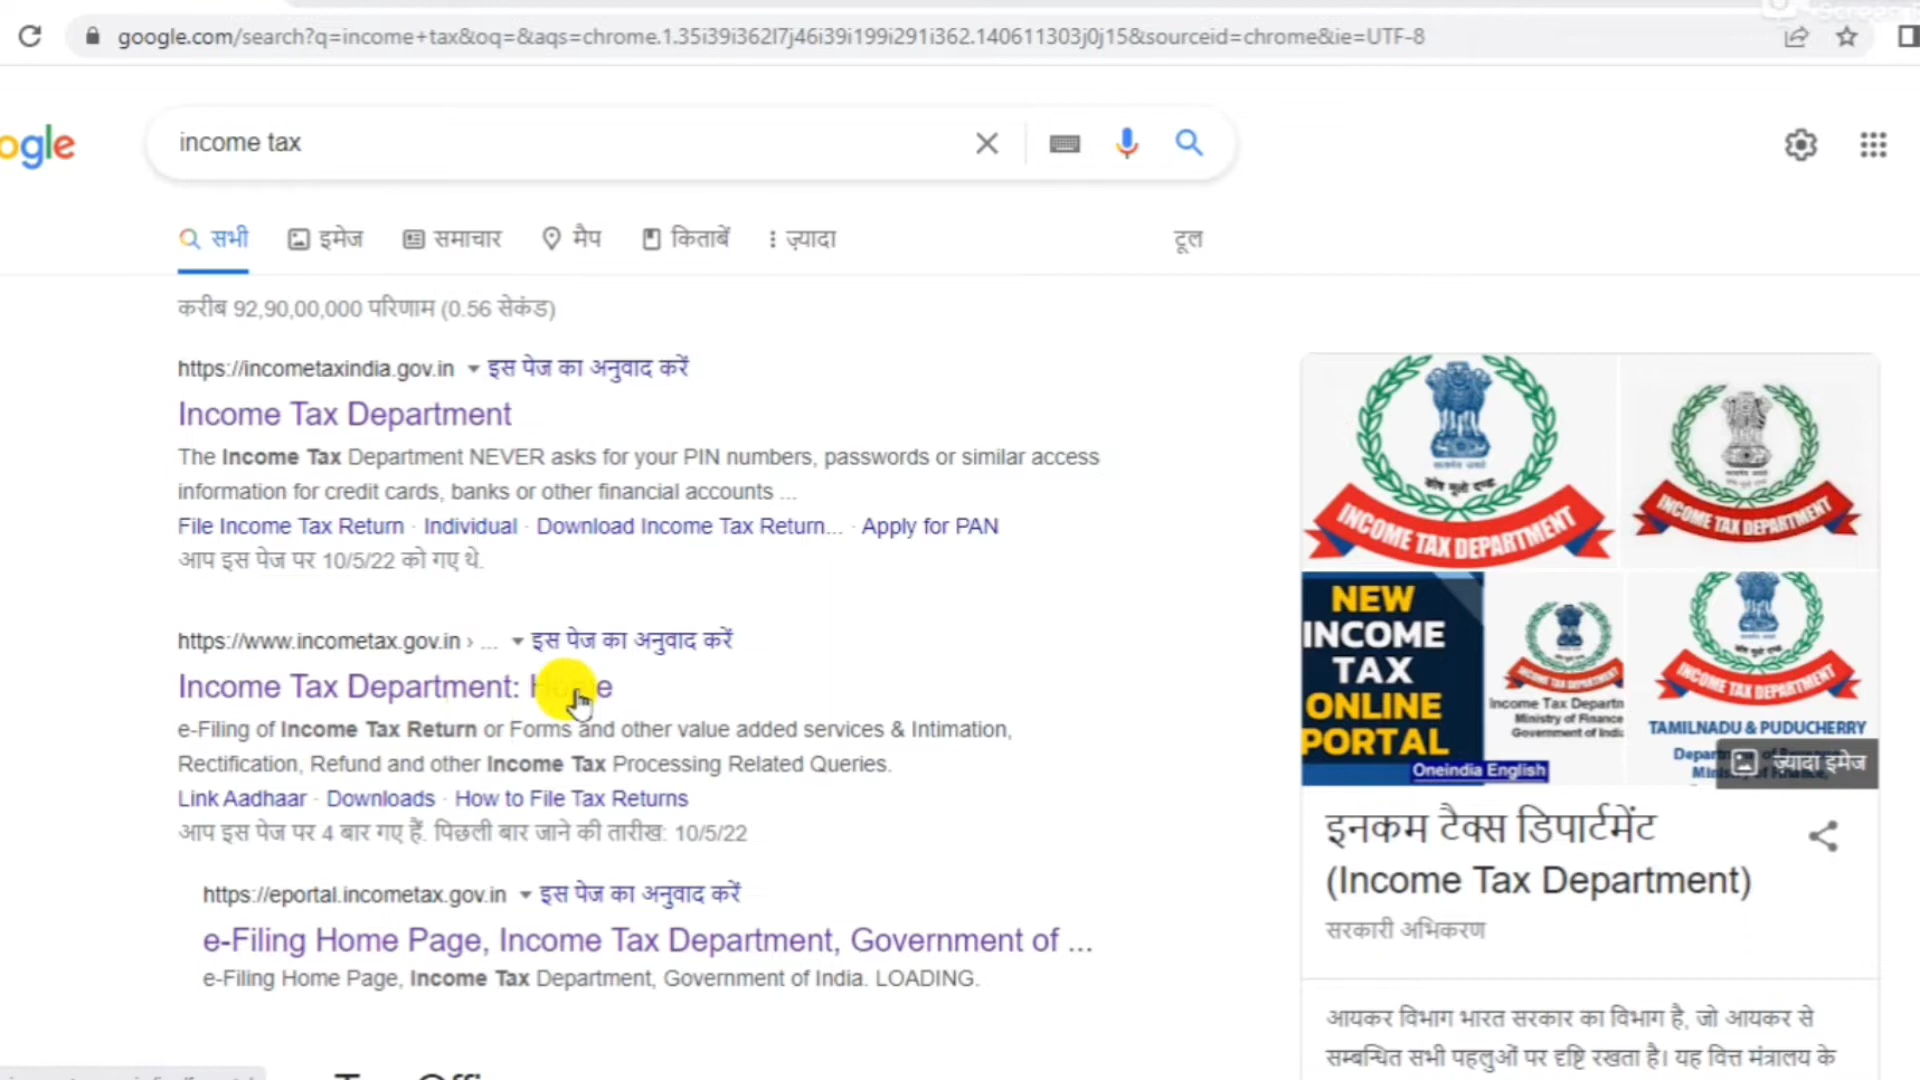 google.com/search?q=income+tax&oq=&aqs=chrome.1.35i39i362l7j46i39i199i291i362.140611303j0j15&sourceid=chrome&ie=UTF-8
ogle
income tax
सभी इमेज समाचार मैप किताबें ज़्यादा टूल
करीब 92,90,00,000 परिणाम (0.56 सेकंड)
https://incometaxindia.gov.in इस पेज का अनुवाद करें
Income Tax Department
The Income Tax Department NEVER asks for your PIN numbers, passwords or similar access
information for credit cards, banks or other financial accounts ...
File Income Tax Return · Individual · Download Income Tax Return... · Apply for PAN
आप इस पेज पर 10/5/22 को गए थे.
https://www.incometax.gov.in › ... इस पेज का अनुवाद करें
Income Tax Department: Home
e-Filing of Income Tax Return or Forms and other value added services & Intimation,
Rectification, Refund and other Income Tax Processing Related Queries.
Link Aadhaar · Downloads · How to File Tax Returns
आप इस पेज पर 4 बार गए हैं. पिछली बार जाने की तारीख: 10/5/22
https://eportal.incometax.gov.in इस पेज का अनुवाद करें
e-Filing Home Page, Income Tax Department, Government of ...
e-Filing Home Page, Income Tax Department, Government of India. LOADING.
INCOME TAX DEPARTMENT
INCOME TAX DEPARTMENT
NEW
INCOME
TAX
ONLINE
PORTAL
Oneindia English
Income Tax Departn
Ministry of Finance
Government of India
INCOME TAX DEPARTMENT
TAMILNADU & PUDUCHERRY
ज़्यादा इमेज
इनकम टैक्स डिपार्टमेंट
(Income Tax Department)
सरकारी अभिकरण
आयकर विभाग भारत सरकार का विभाग है, जो आयकर से
सम्बन्धित सभी पहलुओं पर दृष्टि रखता है। यह वित्त मंत्रालय के